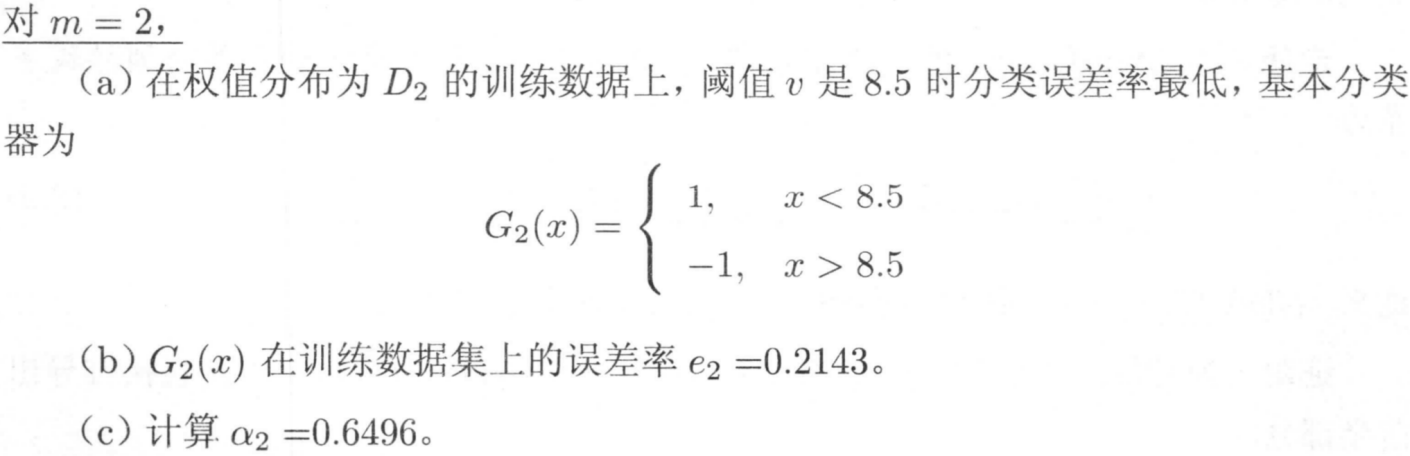 对 m = 2，
（a）在权值分布为 D₂ 的训练数据上，阈值 v 是 8.5 时分类误差率最低，基本分类
器为
G₂(x) = { 1, x < 8.5
−1, x > 8.5
（b）G₂(x) 在训练数据集上的误差率 e₂ =0.2143。
（c）计算 α₂ =0.6496。